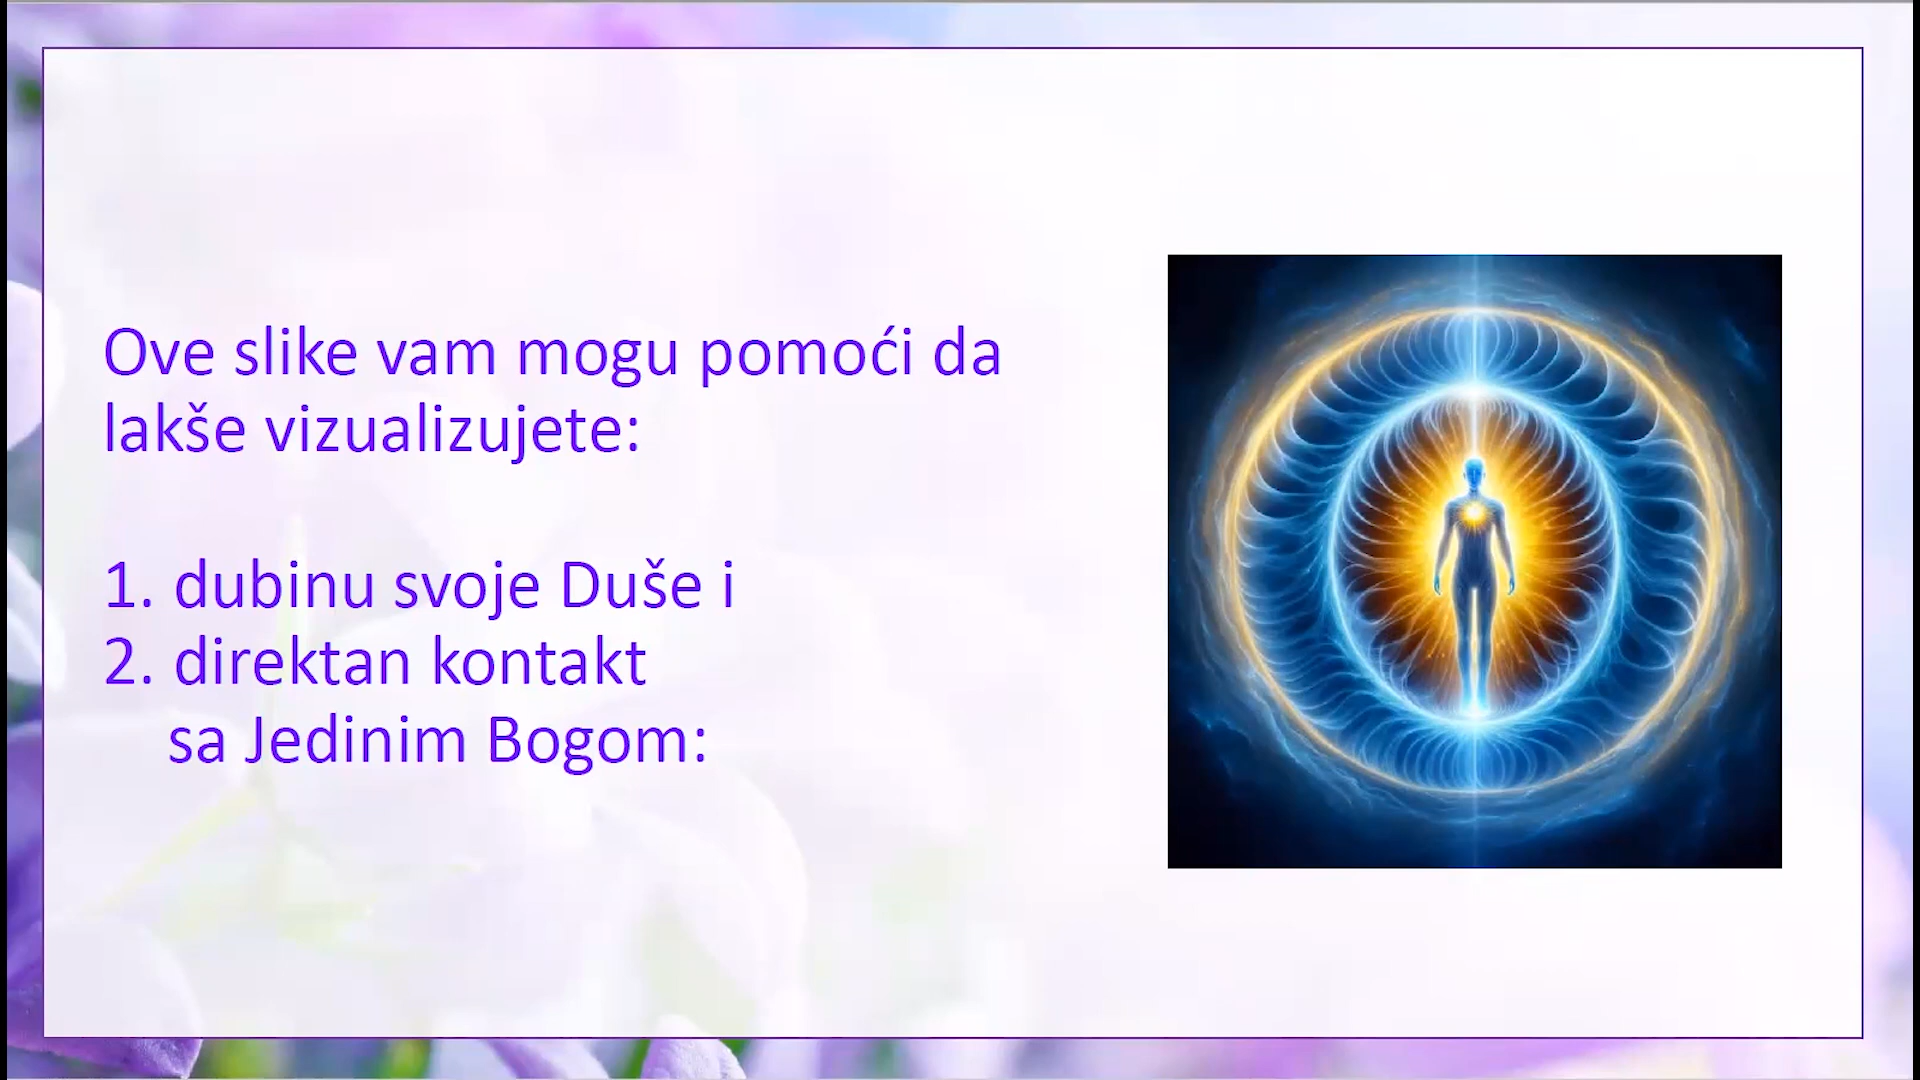 Ove slike vam mogu pomoći da
lakše vizualizujete:
1. dubinu svoje Duše i
2. direktan kontakt
sa Jedinim Bogom: